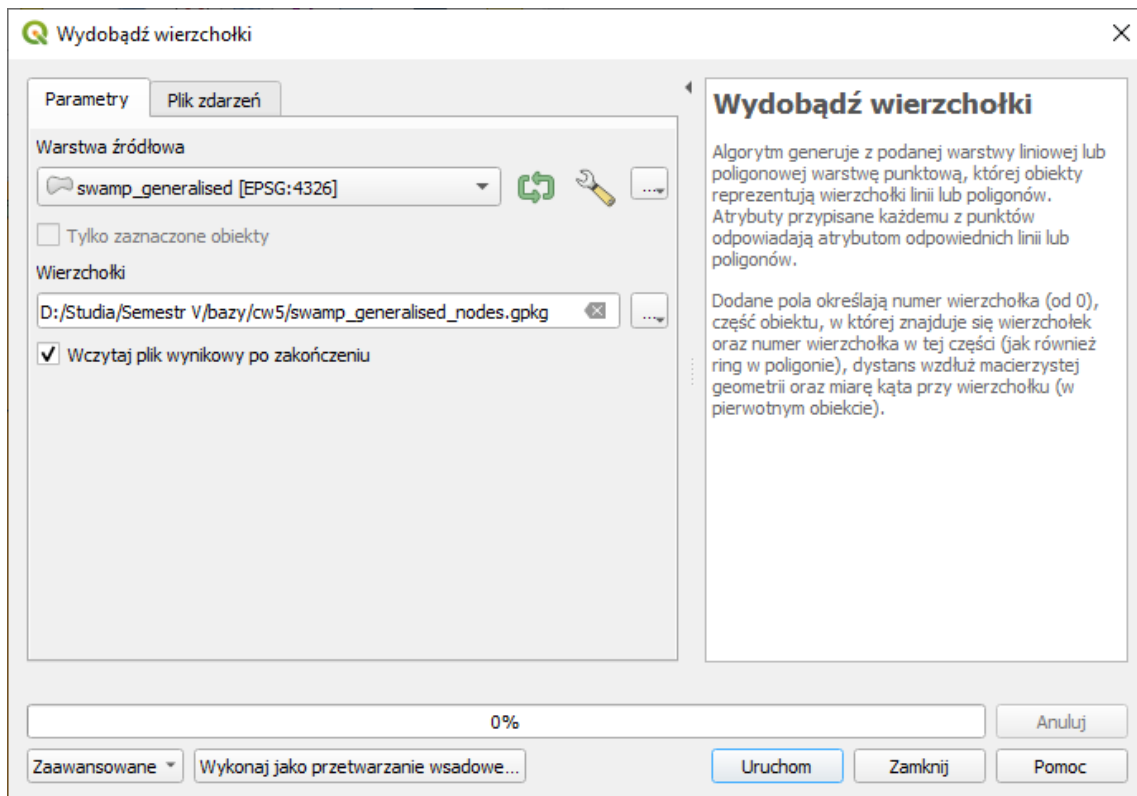 Wydobądź wierzchołki
Parametry
Plik zdarzeń
Warstwa źródłowa
swamp_generalised [EPSG:4326]
...
Tylko zaznaczone obiekty
Wierzchołki
D:/Studia/Semestr V/bazy/cw5/swamp_generalised_nodes.gpkg
...
Wczytaj plik wynikowy po zakończeniu
Wydobądź wierzchołki
Algorytm generuje z podanej warstwy liniowej lub
poligonowej warstwę punktową, której obiekty
reprezentują wierzchołki linii lub poligonów.
Atrybuty przypisane każdemu z punktów
odpowiadają atrybutom odpowiednich linii lub
poligonów.
Dodane pola określają numer wierzchołka (od 0),
część obiektu, w której znajduje się wierzchołek
oraz numer wierzchołka w tej części (jak również
ring w poligonie), dystans wzdłuż macierzystej
geometrii oraz miarę kąta przy wierzchołku (w
pierwotnym obiekcie).
0%
Anuluj
Zaawansowane
Wykonaj jako przetwarzanie wsadowe...
Uruchom
Zamknij
Pomoc